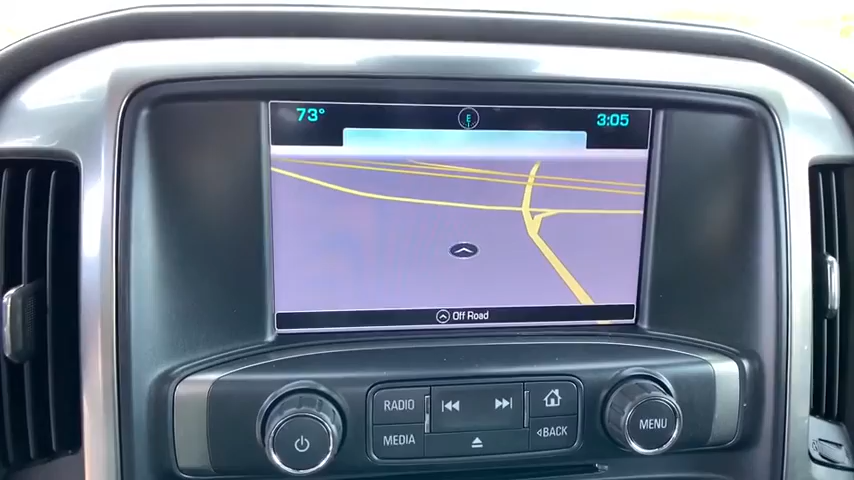 73° E 3:05
Off Road
RADIO
MEDIA
BACK
MENU